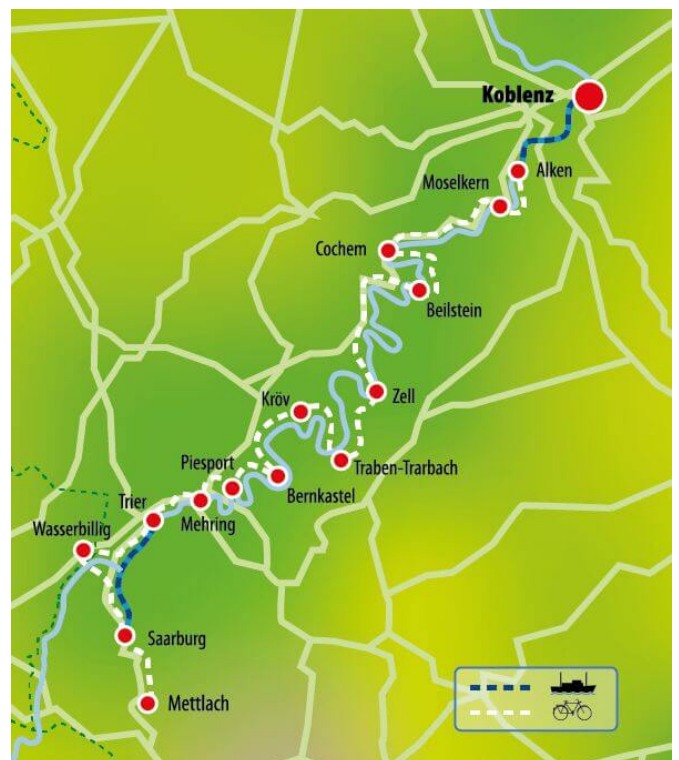 Koblenz
Alken
Moselkern
Cochem
Beilstein
Zell
Kröv
Traben-Trarbach
Piesport
Bernkastel
Trier
Mehring
Wasserbillig
Saarburg
Mettlach